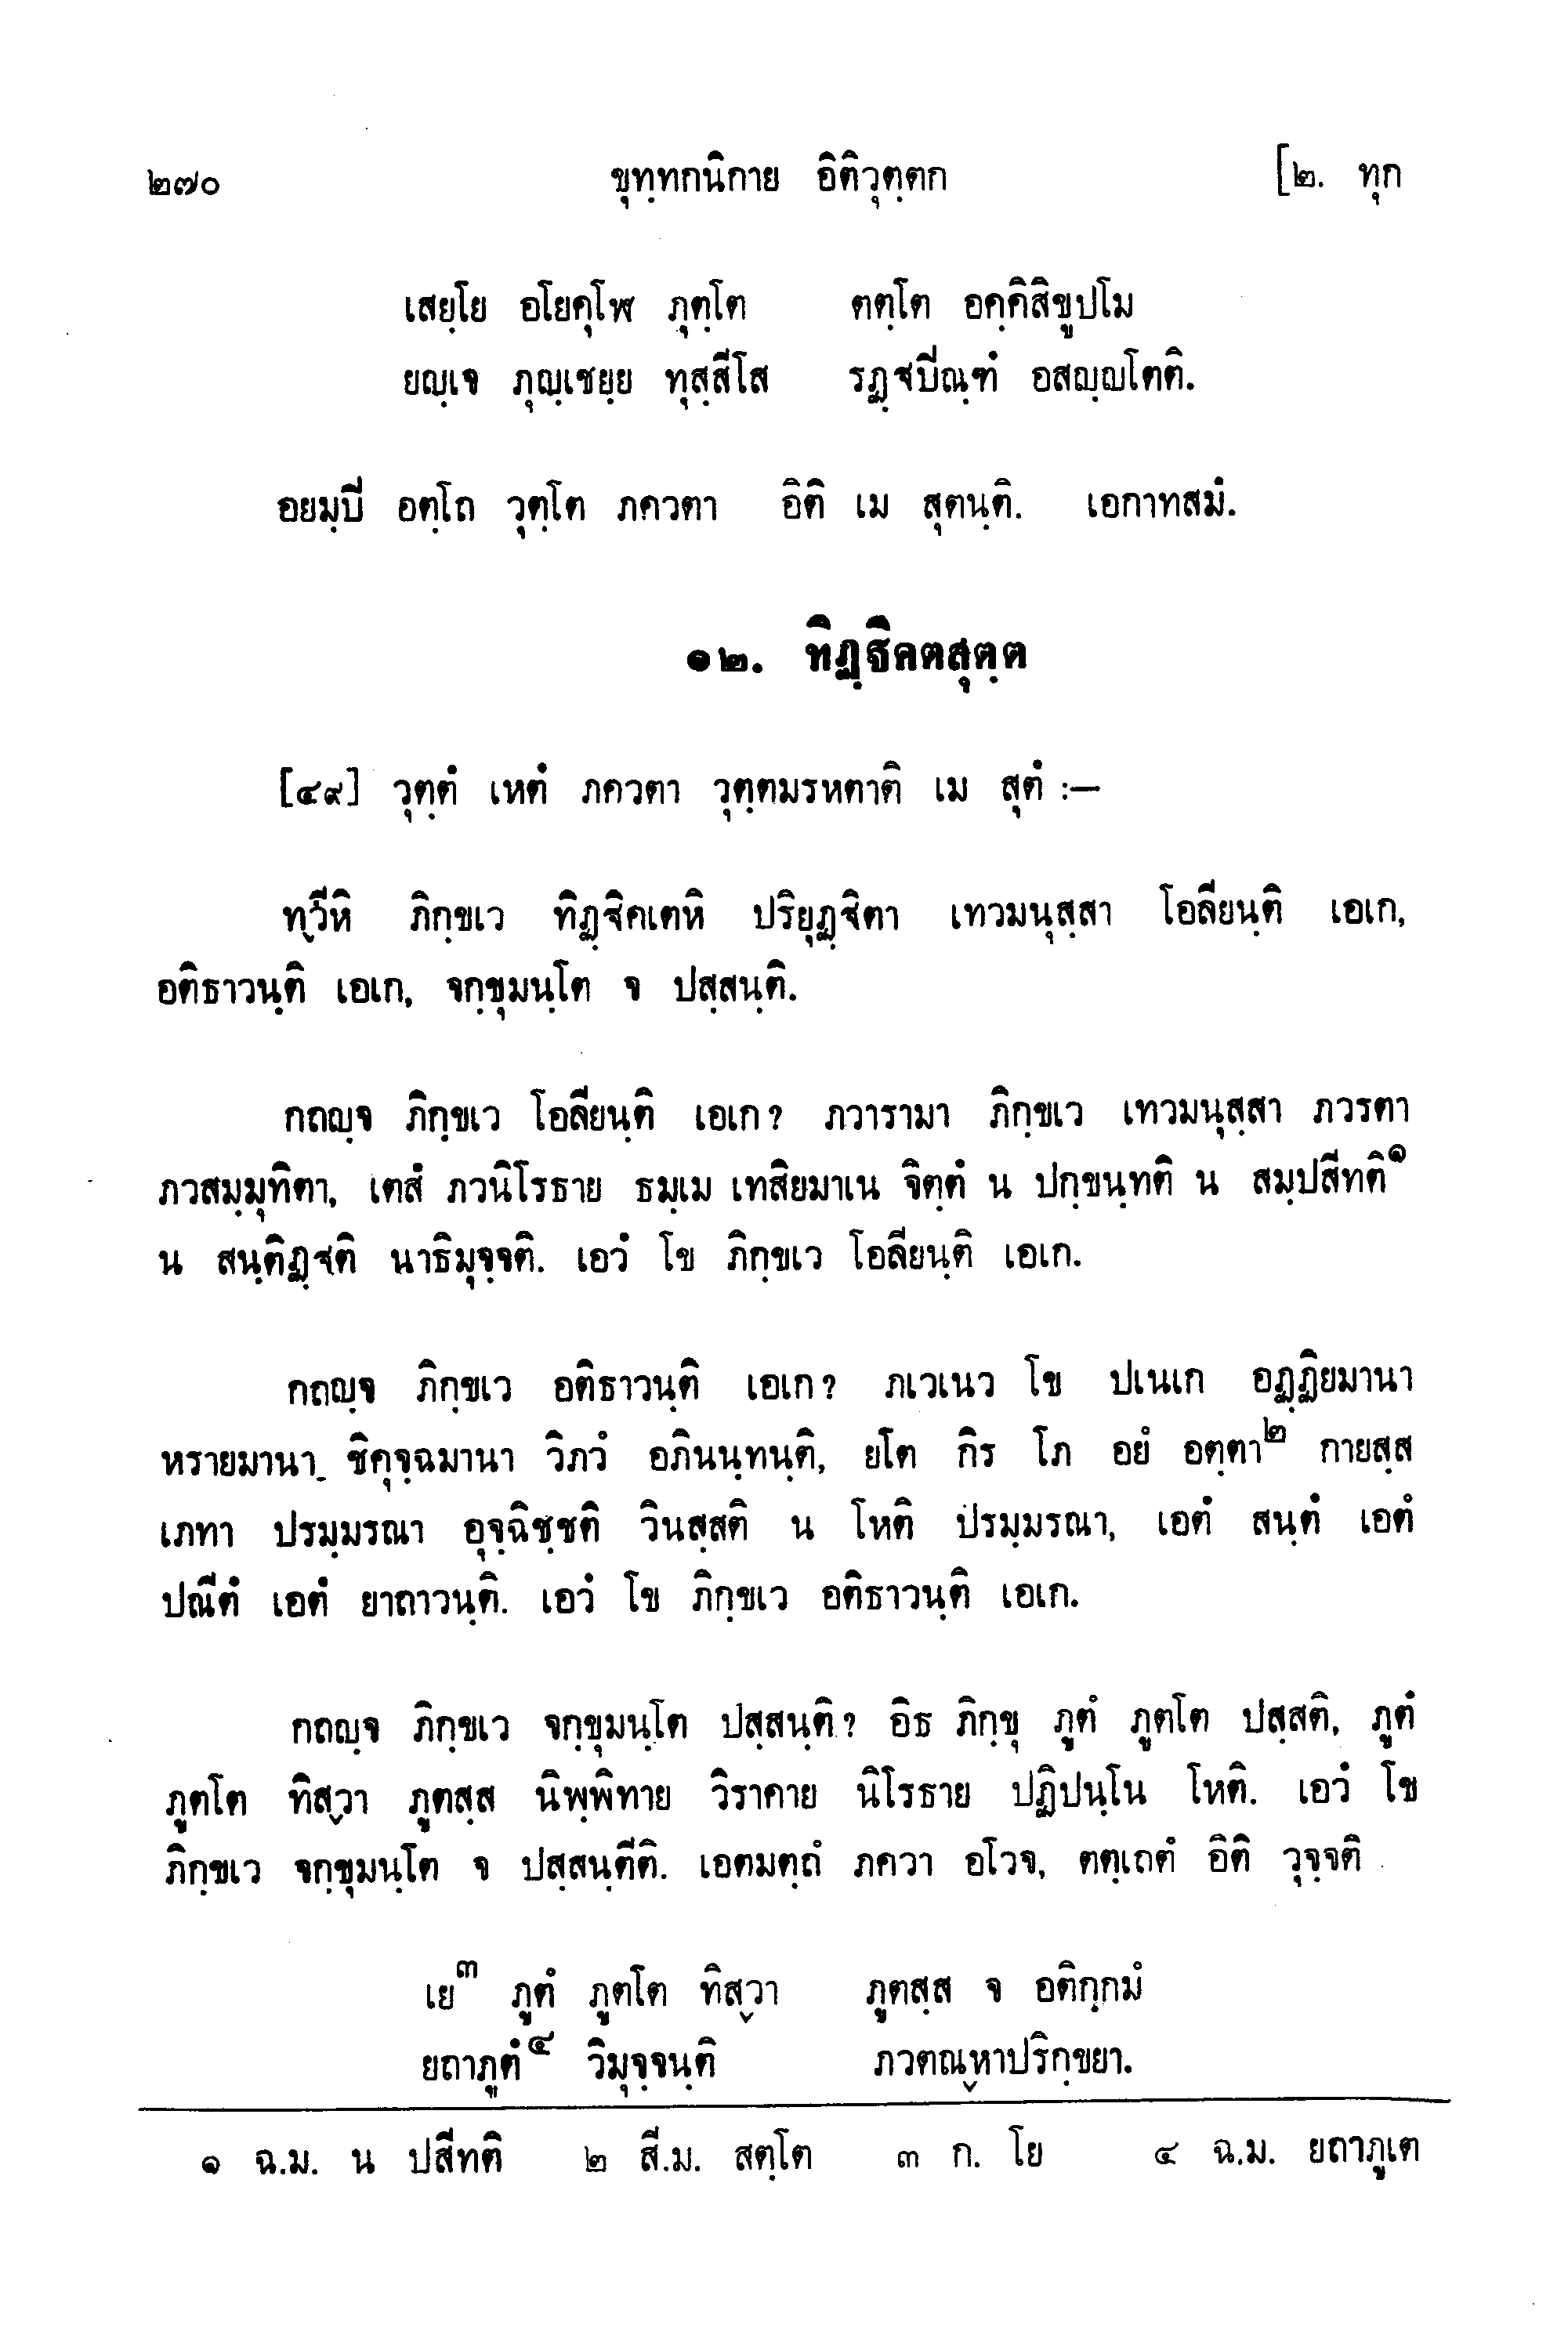 ๒๗๐ ขุทฺทกนิกาย อิติวุตฺตก [๒. ทุก
เสยฺโย อโยคุโฬ ภุตฺโต ตตฺโต อคฺคิสิขูปโม
ยญฺเจ ภุญฺเชยฺย ทุสฺสีโส รฏฺฐปีณฺฑํ อสญฺญโตติ.
อยมฺปี อตฺโถ วุตฺโต ภควตา อิติ เม สุตนฺติ. เอกาทสมํ.
๑๒. ทิฏฺฐิคตสุตฺต
[๔๙] วุตฺตํ เหตํ ภควตา วุตฺตมรหตาติ เม สุตํ :—
ทฺวีหิ ภิกฺขเว ทิฏฺฐิคเตหิ ปริยุฏฺฐิตา เทวมนุสฺสา โอลียนฺติ เอเก,
อติธาวนฺติ เอเก, จกฺขุมนฺโต จ ปสฺสนฺติ.
กถญฺจ ภิกฺขเว โอลียนฺติ เอเก? ภวารามา ภิกฺขเว เทวมนุสฺสา ภวรตา
ภวสมฺมุทิตา, เตสํ ภวนิโรธาย ธมฺเม เทสิยมาเน จิตฺตํ น ปกฺขนฺทติ น สมฺปสีทติ๑
น สนฺติฏฺฐติ นาธิมุจฺจติ. เอวํ โข ภิกฺขเว โอลียนฺติ เอเก.
กถญฺจ ภิกฺขเว อติธาวนฺติ เอเก? ภเวเนว โข ปเนเก อฏฺฏิยมานา
หรายมานา ชิคุจฺฉมานา วิภวํ อภินนฺทนฺติ, ยโต กิร โภ อยํ อตฺตา๒ กายสฺส
เภทา ปรมฺมรณา อุจฺฉิชฺชติ วินสฺสติ น โหติ ปรมฺมรณา, เอตํ สนฺตํ เอตํ
ปณีตํ เอตํ ยาถาวนฺติ. เอวํ โข ภิกฺขเว อติธาวนฺติ เอเก.
กถญฺจ ภิกฺขเว จกฺขุมนฺโต ปสฺสนฺติ? อิธ ภิกฺขุ ภูตํ ภูตโต ปสฺสติ, ภูตํ
ภูตโต ทิสฺวา ภูตสฺส นิพฺพิทาย วิราคาย นิโรธาย ปฏิปนฺโน โหติ. เอวํ โข
ภิกฺขเว จกฺขุมนฺโต จ ปสฺสนฺตีติ. เอตมตฺถํ ภควา อโวจ, ตตฺเถตํ อิติ วุจฺจติ
เย๓ ภูตํ ภูตโต ทิสฺวา ภูตสฺส จ อติกฺกมํ
ยถาภูตํ๔ วิมุจฺจนฺติ ภวตณฺหาปริกฺขยา.
๑ ฉ.ม. น ปสีทติ ๒ สี.ม. สตฺโต ๓ ก. โย ๔ ฉ.ม. ยถาภูเต